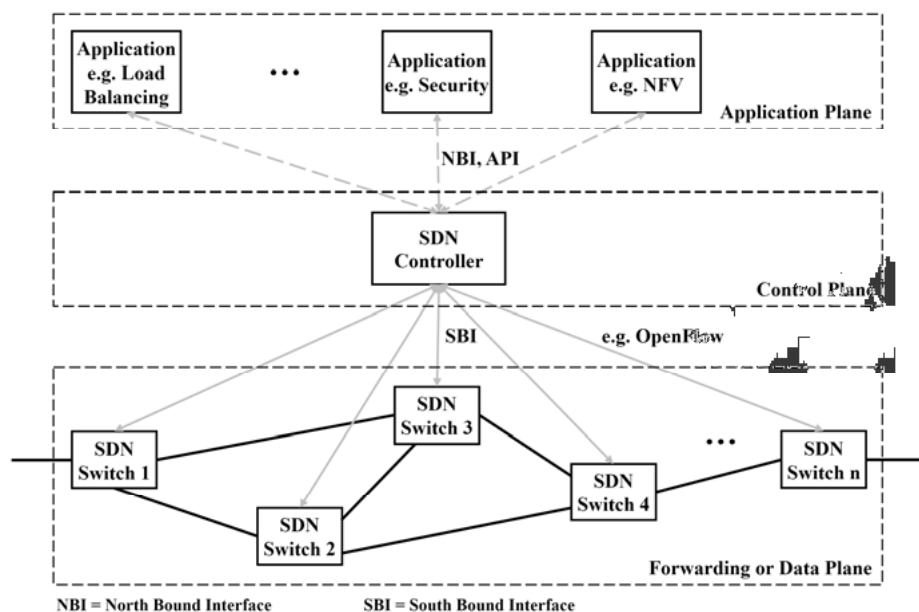 Application
e.g. Load
Balancing
...
Application
e.g. Security
Application
e.g. NFV
Application Plane
NBI, API
SDN
Controller
Control Plane
SBI
e.g. OpenFlow
SDN
Switch 1
SDN
Switch 2
SDN
Switch 3
SDN
Switch 4
...
SDN
Switch n
Forwarding or Data Plane
NBI = North Bound Interface SBI = South Bound Interface